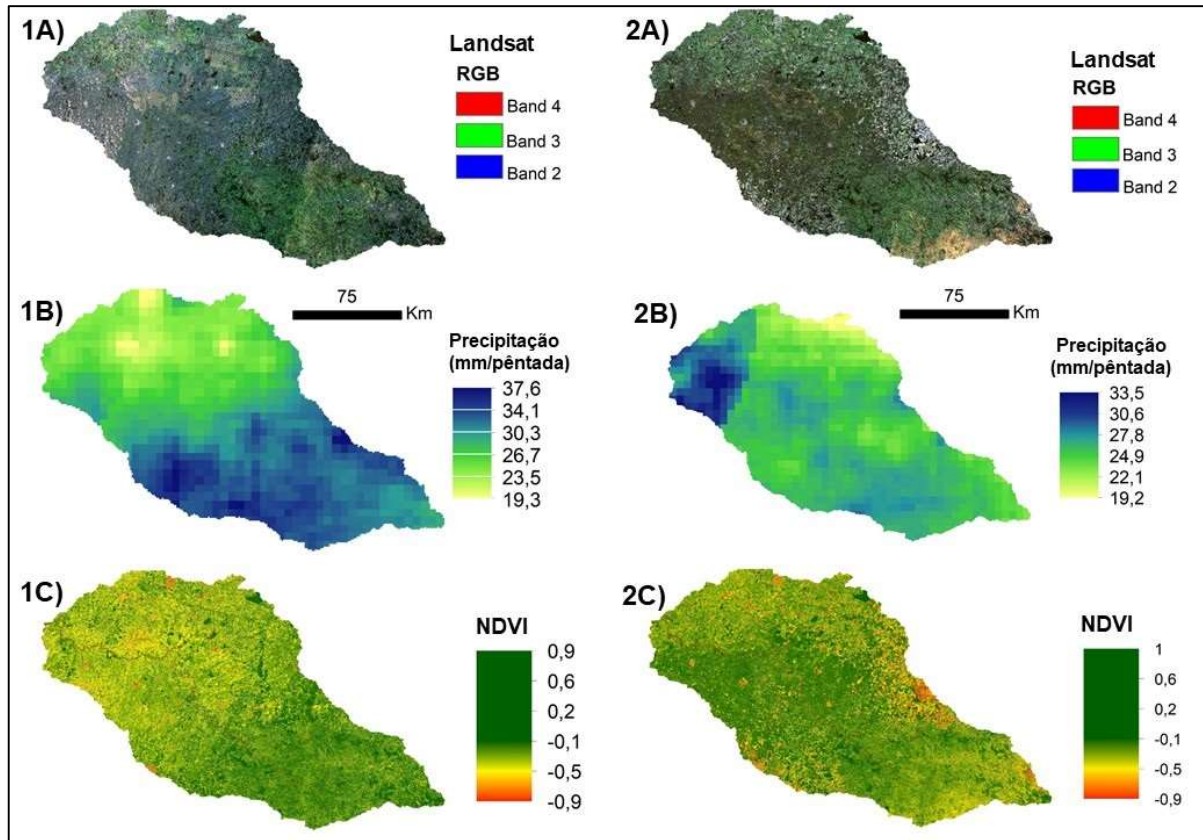 1A)
Landsat
RGB
Band 4
Band 3
Band 2
2A)
Landsat
RGB
Band 4
Band 3
Band 2
1B)
75
Km
Precipitação
(mm/pêntada)
37,6
34,1
30,3
26,7
23,5
19,3
2B)
75
Km
Precipitação
(mm/pêntada)
33,5
30,6
27,8
24,9
22,1
19,2
1C)
NDVI
0,9
0,6
0,2
-0,1
-0,5
-0,9
2C)
NDVI
1
0,6
0,2
-0,1
-0,5
-0,9